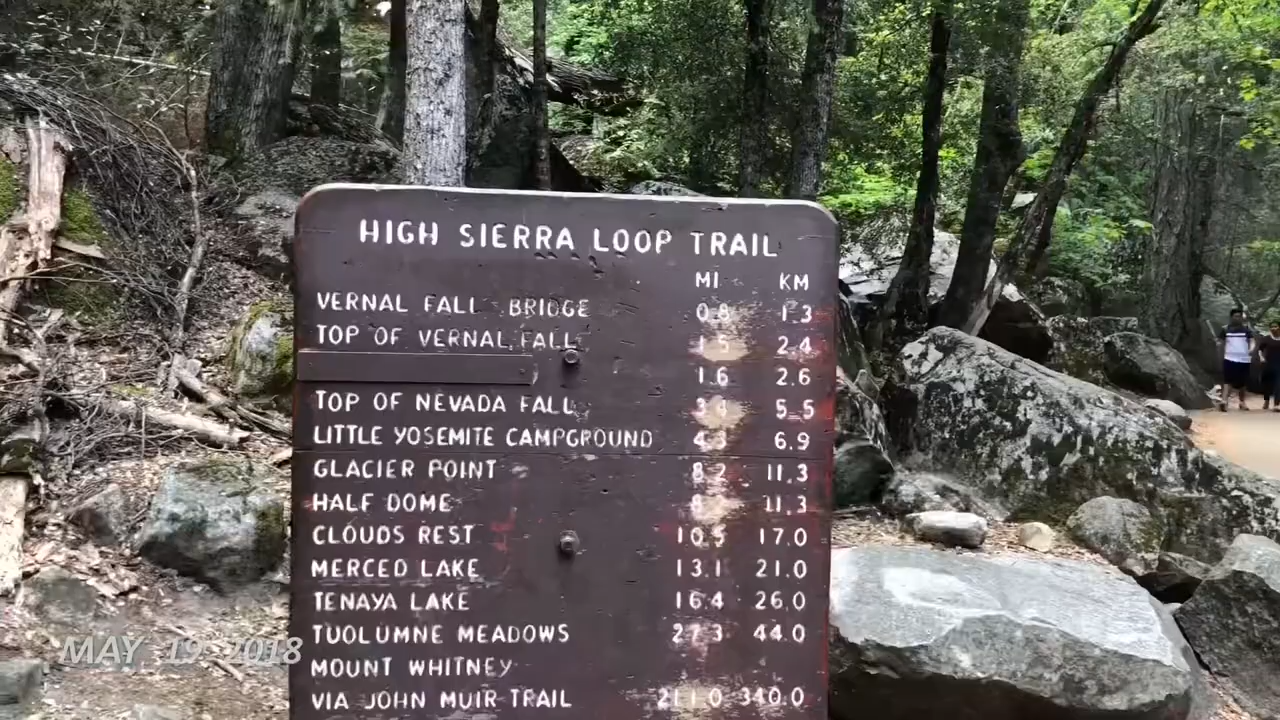 HIGH SIERRA LOOP TRAIL
MI KM
VERNAL FALL BRIDGE 0.8 1.3
TOP OF VERNAL FALL 1.5 2.4
1.6 2.6
TOP OF NEVADA FALL 5.5
LITTLE YOSEMITE CAMPGROUND 4.3 6.9
GLACIER POINT 8.2 11.3
HALF DOME 11.3
CLOUDS REST 10.5 17.0
MERCED LAKE 13.1 21.0
TENAYA LAKE 16.4 26.0
TUOLUMNE MEADOWS 27.3 44.0
MOUNT WHITNEY
VIA JOHN MUIR TRAIL 211.0 340.0
MAY 19 2018